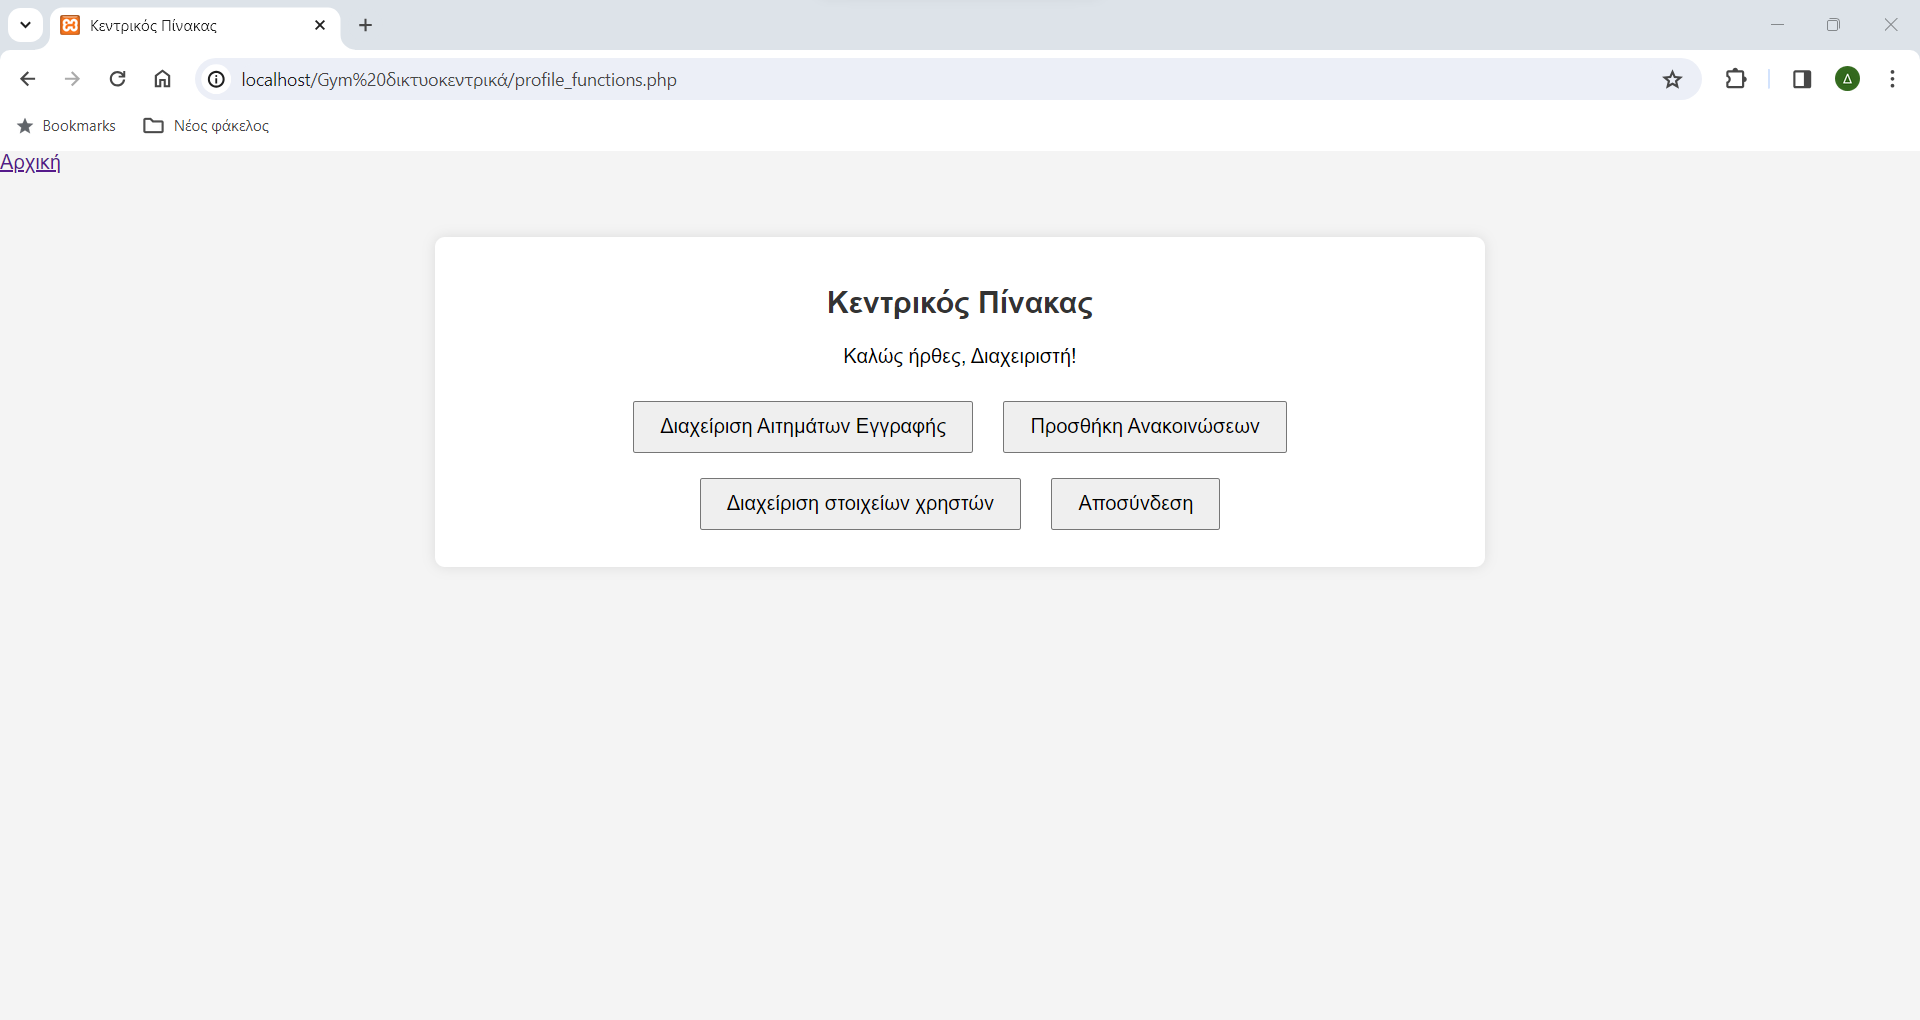 Κεντρικός Πίνακας
localhost/Gym%20δικτυοκεντρικά/profile_functions.php
Δ
Bookmarks
Νέος φάκελος
Αρχική
Κεντρικός Πίνακας
Καλώς ήρθες, Διαχειριστή!
Διαχείριση Αιτημάτων Εγγραφής
Προσθήκη Ανακοινώσεων
Διαχείριση στοιχείων χρηστών
Αποσύνδεση